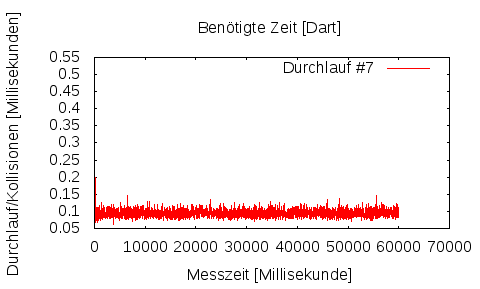 Benötigte Zeit [Dart]
Durchlauf #7
Durchlauf/Kollisionen [Millisekunden]
0.55
0.5
0.45
0.4
0.35
0.3
0.25
0.2
0.15
0.1
0.05
0 10000 20000 30000 40000 50000 60000 70000
Messzeit [Millisekunde]